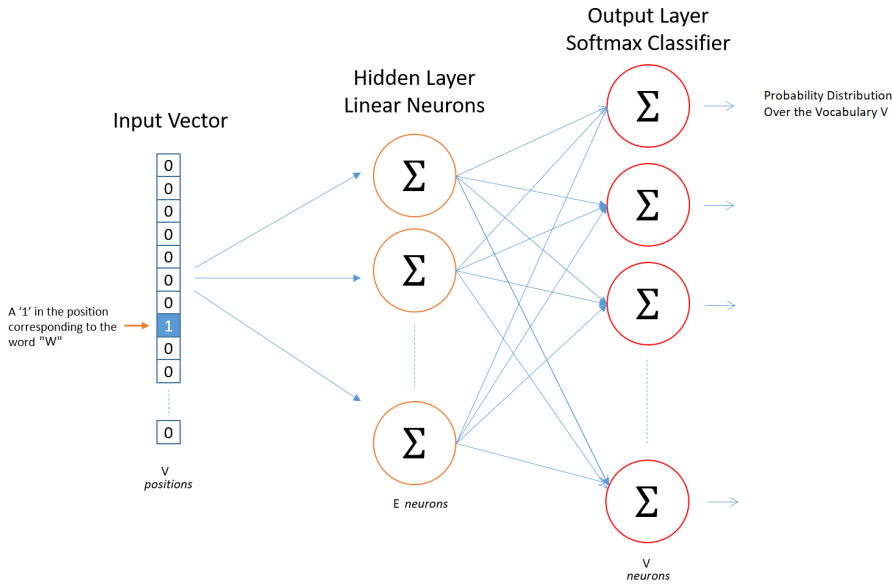 Output Layer
Softmax Classifier
Hidden Layer
Linear Neurons
Input Vector
Probability Distribution
Over the Vocabulary V
0
0
0
0
0
0
0
1
0
0
0
A ‘1’ in the position
corresponding to the
word "W"
Σ
Σ
Σ
Σ
Σ
Σ
Σ
V
positions
E neurons
V
neurons